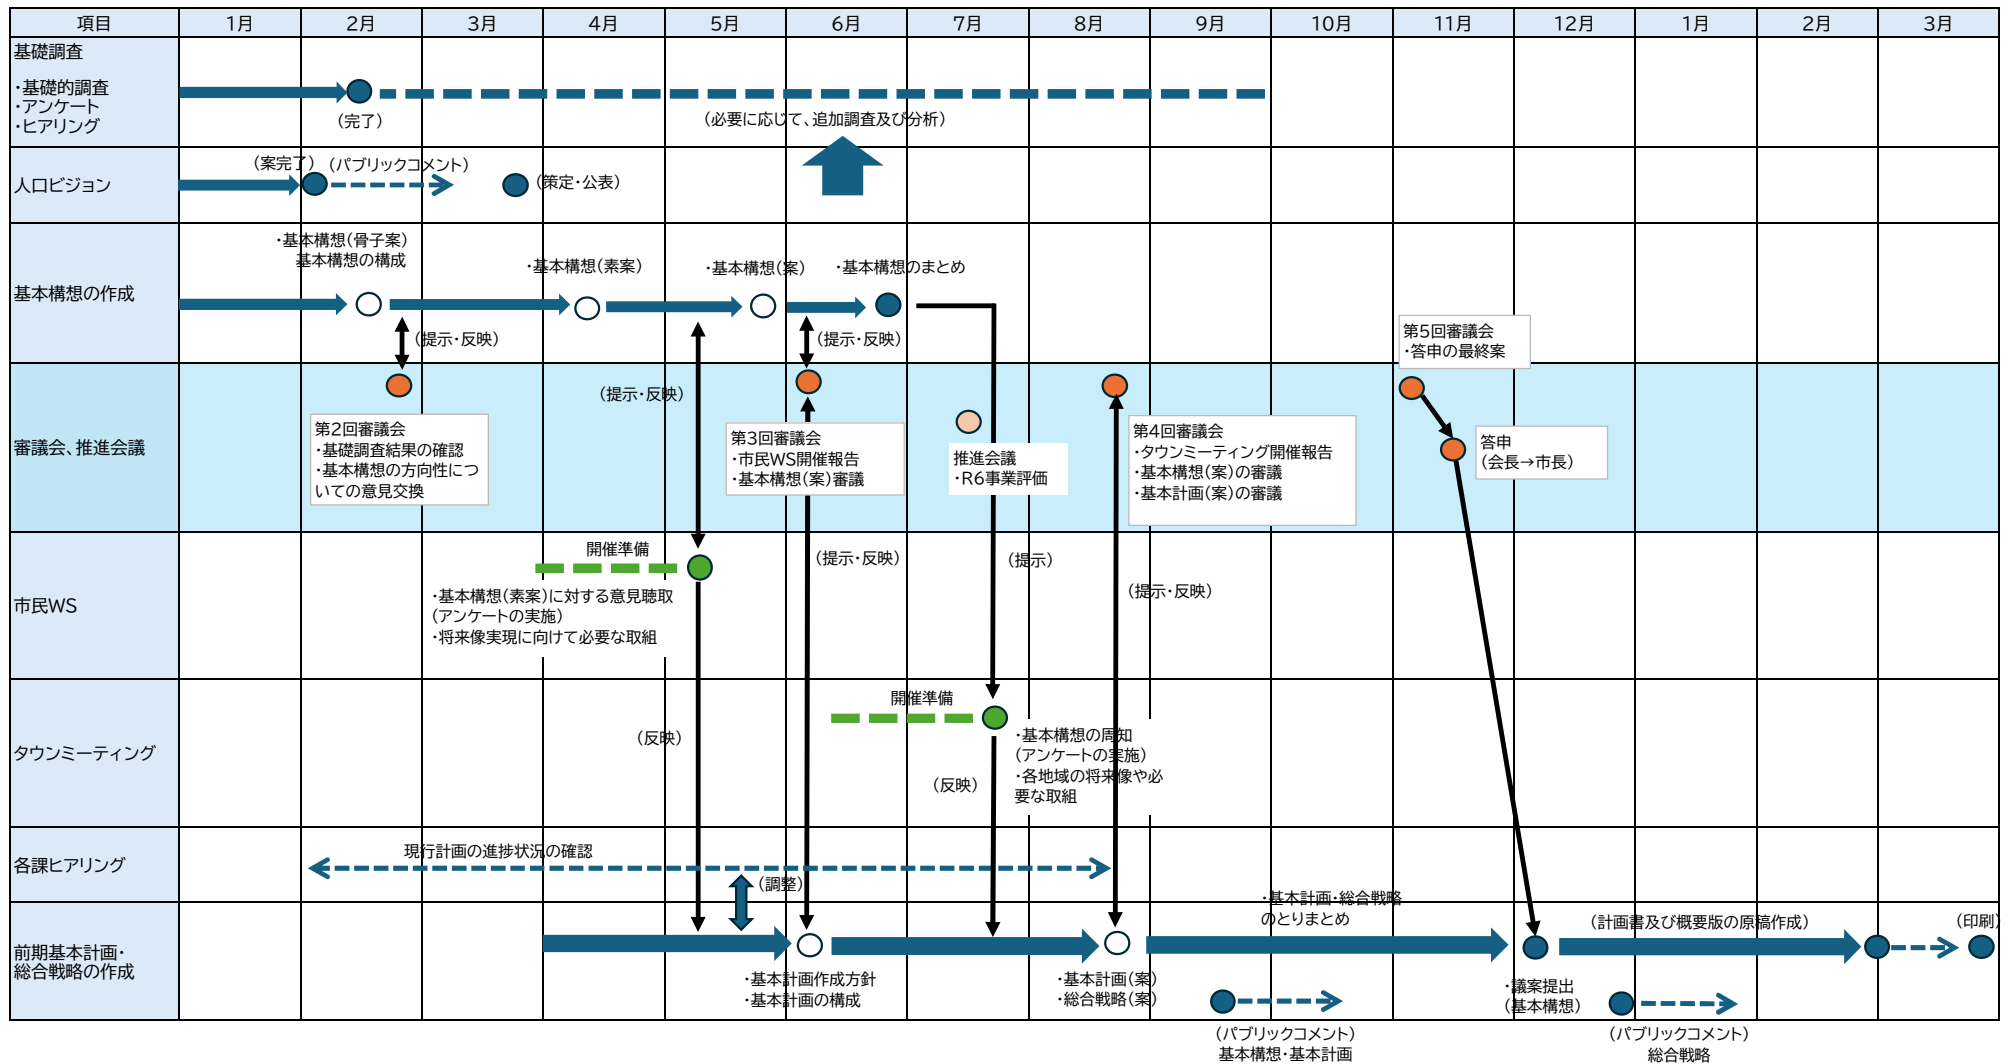 項目
1月
2月
3月
4月
5月
6月
7月
8月
9月
10月
11月
12月
1月
2月
3月
基礎調査
・基礎的調査
・アンケート
・ヒアリング
（完了）
（必要に応じて、追加調査及び分析）
人口ビジョン
（案完了）
（パブリックコメント）
（策定・公表）
基本構想の作成
・基本構想（骨子案）
基本構想の構成
・基本構想（素案）
・基本構想（案）
・基本構想のまとめ
（提示・反映）
（提示・反映）
（提示・反映）
審議会、推進会議
第2回審議会
・基礎調査結果の確認
・基本構想の方向性につ
いての意見交換
第3回審議会
・市民WS開催報告
・基本構想（案）審議
推進会議
・R6事業評価
第4回審議会
・タウンミーティング開催報告
・基本構想（案）の審議
・基本計画（案）の審議
第5回審議会
・答申の最終案
答申
（会長→市長）
市民WS
開催準備
・基本構想（素案）に対する意見聴取
（アンケートの実施）
・将来像実現に向けて必要な取組
（提示・反映）
（提示）
（提示・反映）
タウンミーティング
開催準備
（反映）
（反映）
・基本構想の周知
（アンケートの実施）
・各地域の将来像や必
要な取組
各課ヒアリング
現行計画の進捗状況の確認
（調整）
前期基本計画・
総合戦略の作成
・基本計画作成方針
・基本計画の構成
・基本計画（案）
・総合戦略（案）
・基本計画・総合戦略
のとりまとめ
（パブリックコメント）
基本構想・基本計画
・議案提出
（基本構想）
（計画書及び概要版の原稿作成）
（印刷）
（パブリックコメント）
総合戦略